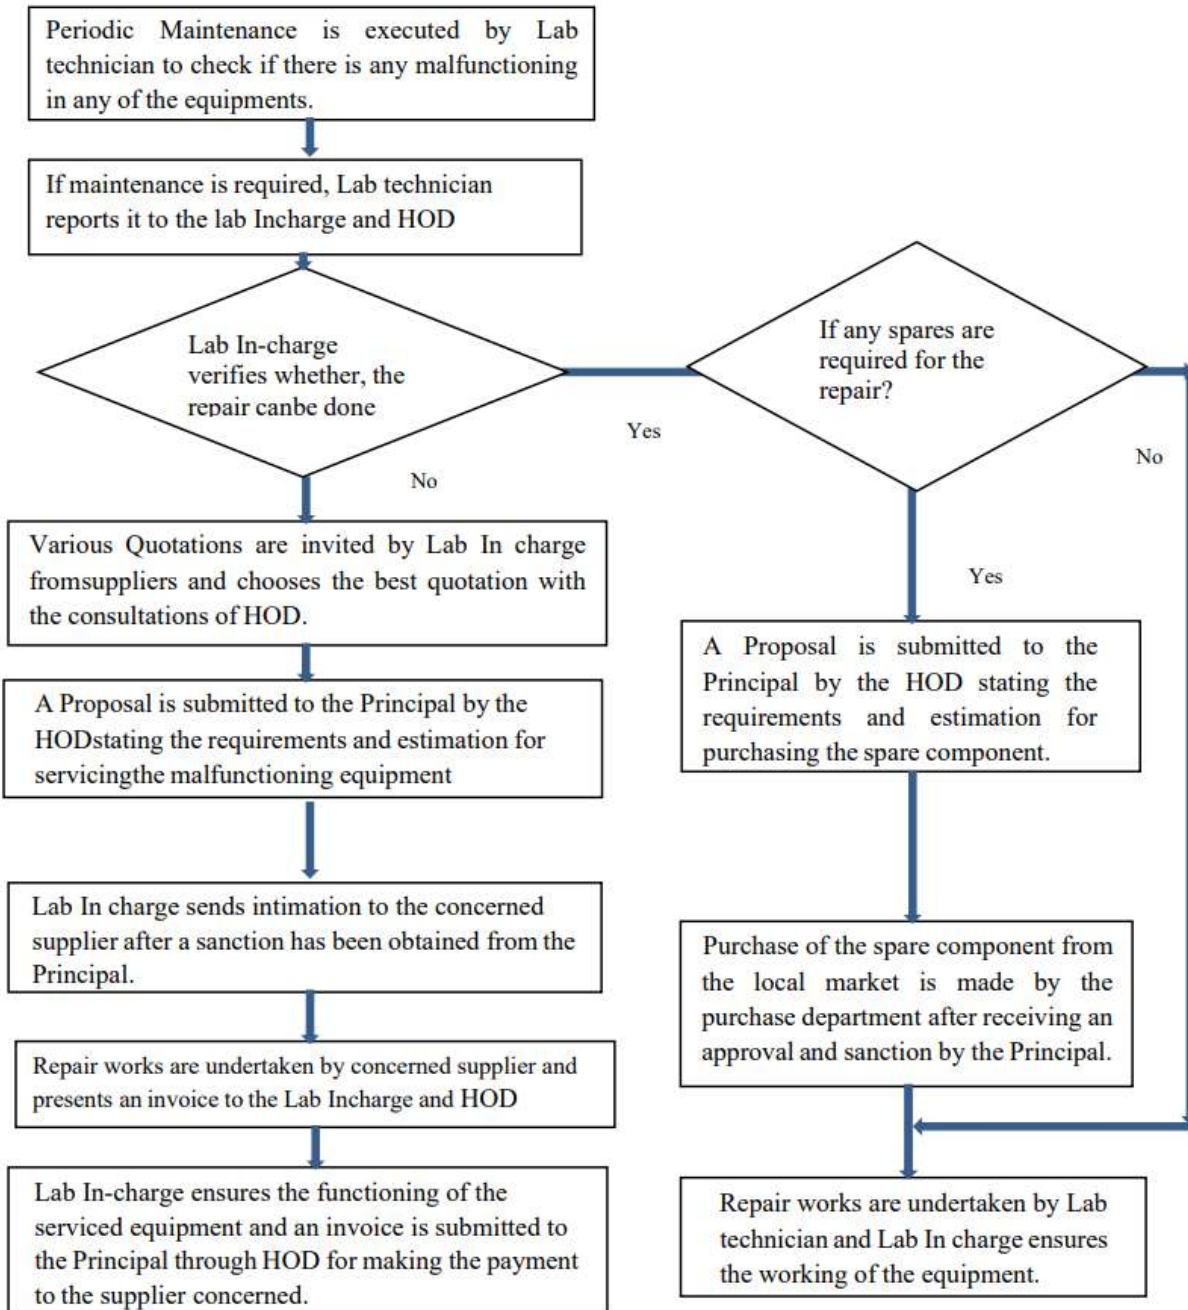 Periodic Maintenance is executed by Lab
technician to check if there is any malfunctioning
in any of the equipments.
If maintenance is required, Lab technician
reports it to the lab Incharge and HOD
Lab In-charge
verifies whether, the
repair canbe done
Yes
No
If any spares are
required for the
repair?
No
Yes
Various Quotations are invited by Lab In charge
fromsuppliers and chooses the best quotation with
the consultations of HOD.
A Proposal is submitted to the Principal by the
HODstating the requirements and estimation for
servicingthe malfunctioning equipment
Lab In charge sends intimation to the concerned
supplier after a sanction has been obtained from the
Principal.
Repair works are undertaken by concerned supplier and
presents an invoice to the Lab Incharge and HOD
Lab In-charge ensures the functioning of the
serviced equipment and an invoice is submitted to
the Principal through HOD for making the payment
to the supplier concerned.
A Proposal is submitted to the
Principal by the HOD stating the
requirements and estimation for
purchasing the spare component.
Purchase of the spare component from
the local market is made by the
purchase department after receiving an
approval and sanction by the Principal.
Repair works are undertaken by Lab
technician and Lab In charge ensures
the working of the equipment.